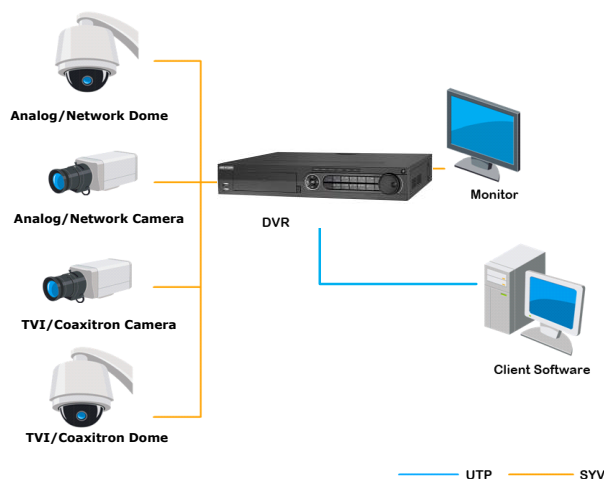 Analog/Network Dome
Analog/Network Camera
DVR
Monitor
TVI/Coaxitron Camera
Client Software
TVI/Coaxitron Dome
UTP
SYV